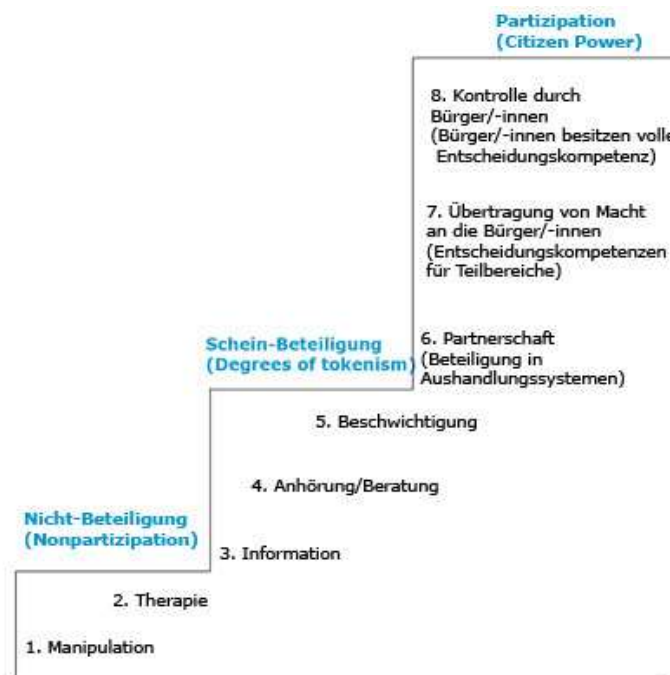 Partizipation
(Citizen Power)
8. Kontrolle durch
Bürger/-innen
(Bürger/-innen besitzen volle
Entscheidungskompetenz)
7. Übertragung von Macht
an die Bürger/-innen
(Entscheidungskompetenzen
für Teilbereiche)
Schein-Beteiligung
(Degrees of tokenism)
6. Partnerschaft
(Beteiligung in
Aushandlungssystemen)
5. Beschwichtigung
4. Anhörung/Beratung
Nicht-Beteiligung
(Nonpartizipation)
3. Information
2. Therapie
1. Manipulation